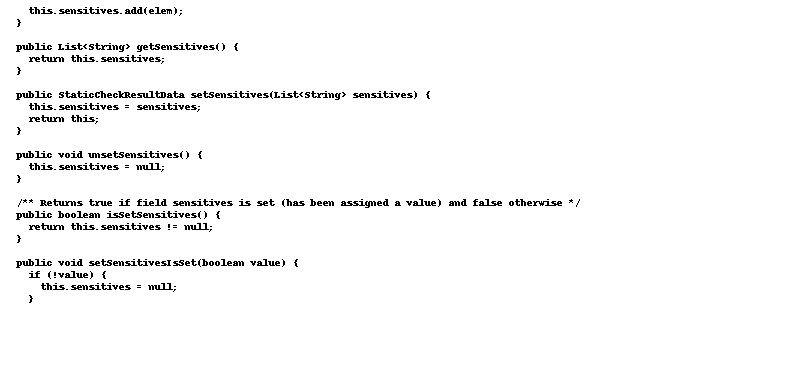 this.sensitives.add(elem);
  }

  public List<String> getSensitives() {
    return this.sensitives;
  }

  public StaticCheckResultData setSensitives(List<String> sensitives) {
    this.sensitives = sensitives;
    return this;
  }

  public void unsetSensitives() {
    this.sensitives = null;
  }

  /** Returns true if field sensitives is set (has been assigned a value) and false otherwise */
  public boolean isSetSensitives() {
    return this.sensitives != null;
  }

  public void setSensitivesIsSet(boolean value) {
    if (!value) {
      this.sensitives = null;
    }